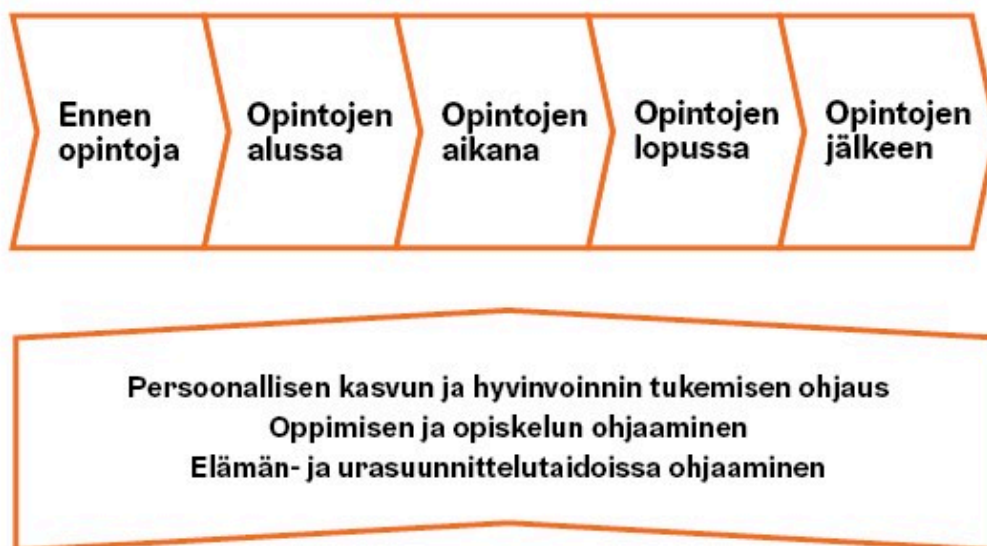 Ennen
opintoja
Opintojen
alussa
Opintojen
aikana
Opintojen
lopussa
Opintojen
jälkeen
Persoonallisen kasvun ja hyvinvoinnin tukemisen ohjaus
Oppimisen ja opiskelun ohjaaminen
Elämän- ja urasuunnittelutaidoissa ohjaaminen